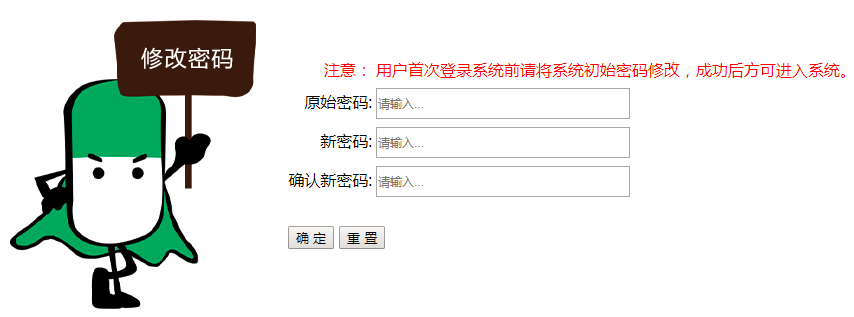 修改密码
注意： 用户首次登录系统前请将系统初始密码修改，成功后方可进入系统。
原始密码: 请输入...
新密码: 请输入...
确认新密码: 请输入...
确 定 重 置